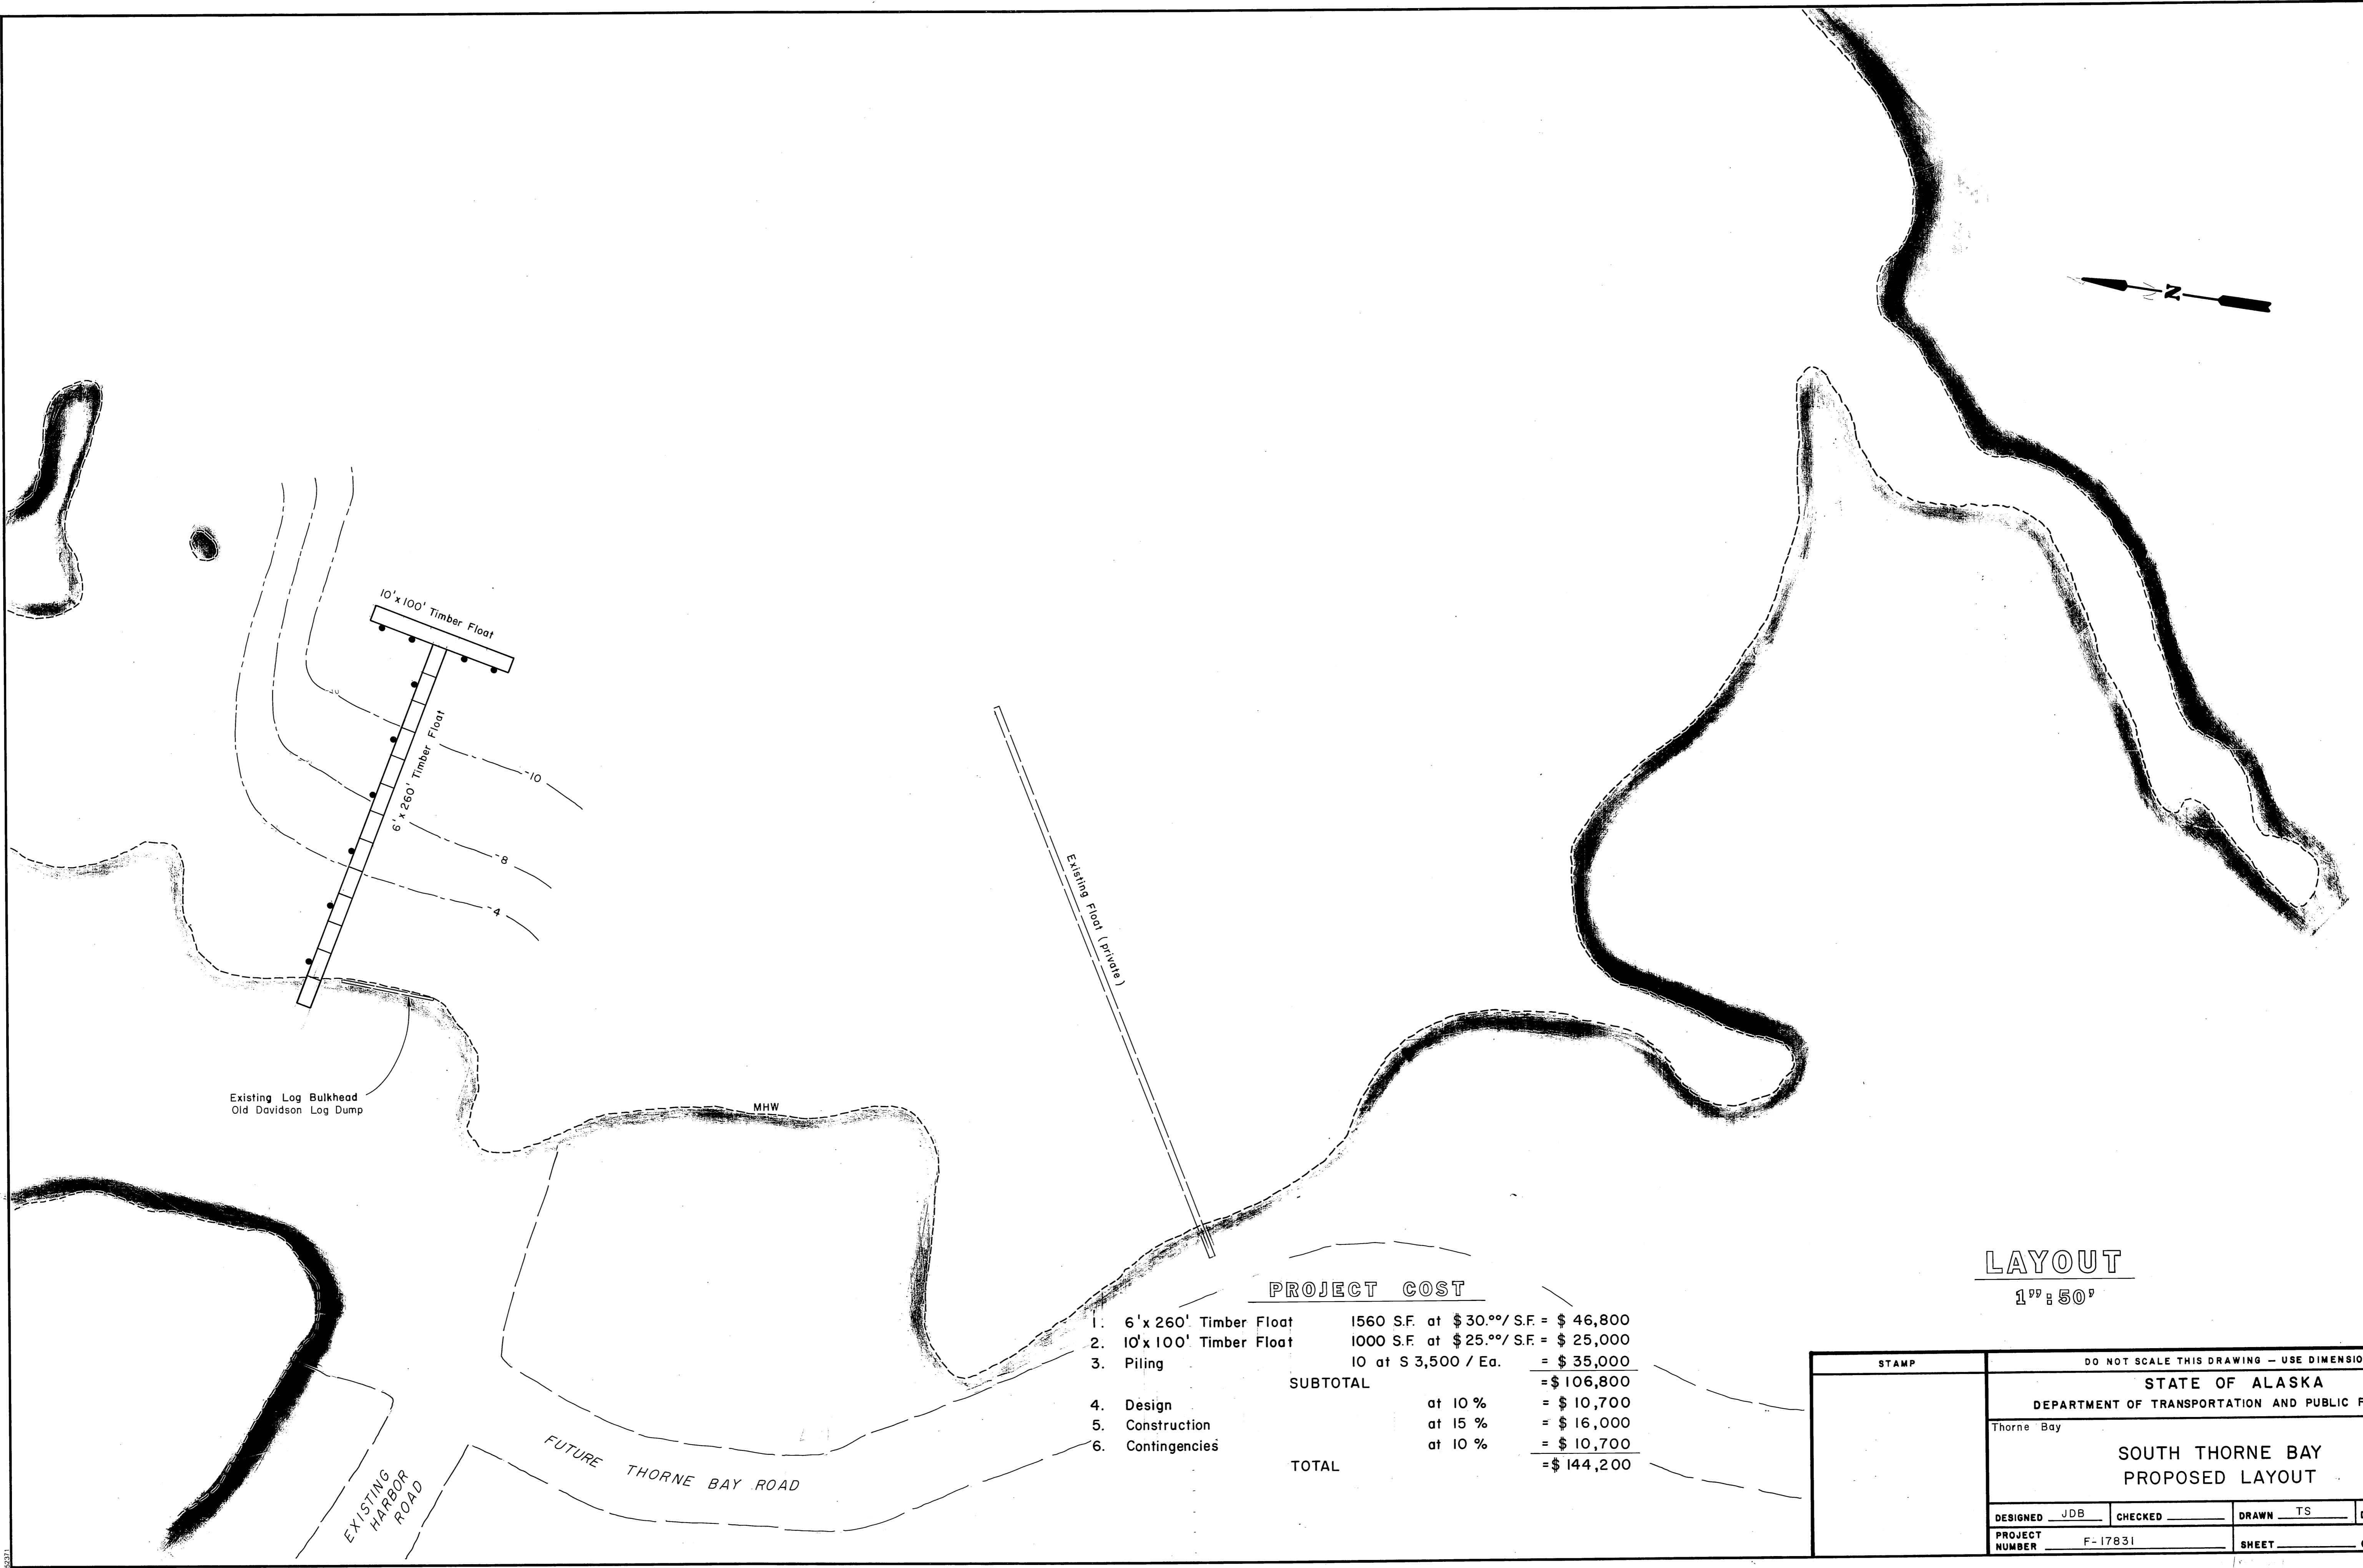 N
10'x100' Timber Float
-10
6'x260' Timber Float
-10
-8
-4
Existing Float (private)
Existing Log Bulkhead
Old Davidson Log Dump
MHW
EXISTING
HARBOR
ROAD
FUTURE THORNE BAY ROAD
PROJECT COST
1. 6'x260' Timber Float 1560 S.F. at $30.00/S.F. = $ 46,800
2. 10'x100' Timber Float 1000 S.F. at $25.00/S.F. = $ 25,000
3. Piling 10 at S 3,500 / Ea. = $ 35,000
SUBTOTAL =$ 106,800
4. Design at 10 % = $ 10,700
5. Construction at 15 % = $ 16,000
6. Contingencies at 10 % = $ 10,700
TOTAL =$ 144,200
LAYOUT
1":50'
STAMP
DO NOT SCALE THIS DRAWING — USE DIMENSIO
STATE OF ALASKA
DEPARTMENT OF TRANSPORTATION AND PUBLIC F
Thorne Bay
SOUTH THORNE BAY
PROPOSED LAYOUT
DESIGNED JDB CHECKED DRAWN TS
PROJECT
NUMBER F-17831 SHEET